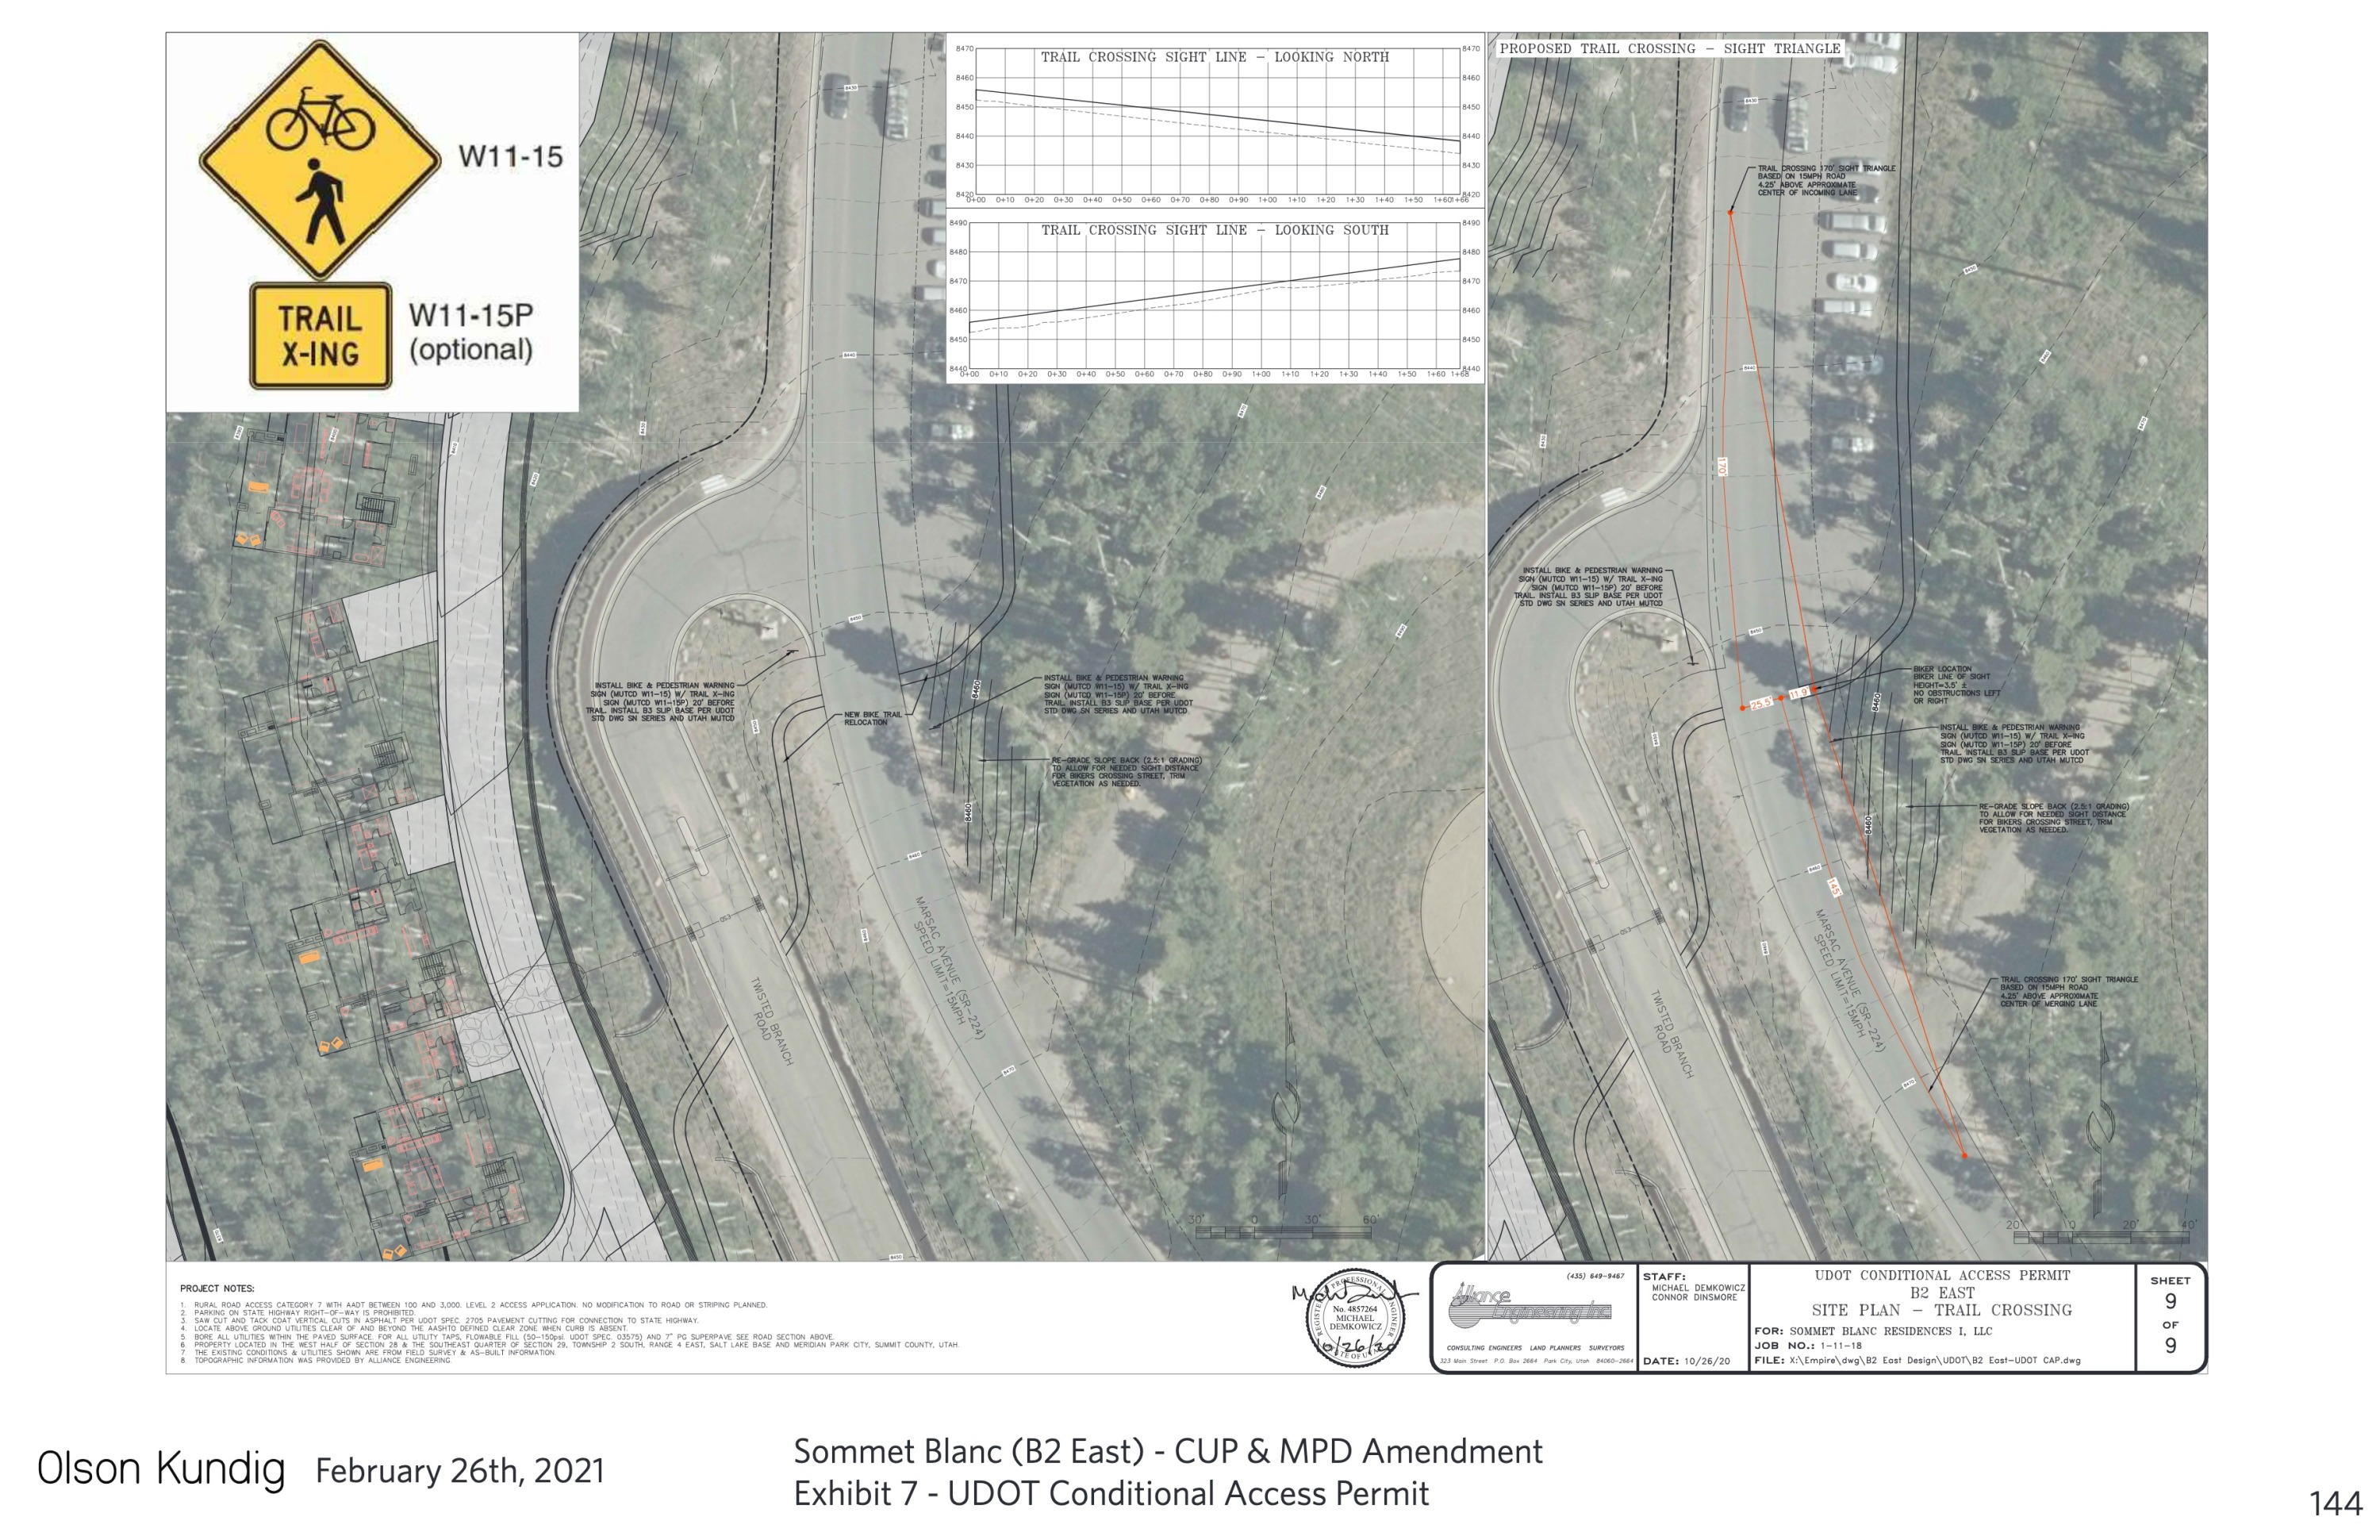 W11-15
TRAIL
X-ING
W11-15P
(optional)
TRAIL CROSSING SIGHT LINE – LOOKING NORTH
8470
8460
8450
8440
8430
8420
8470
8460
8450
8440
8430
8420
0+00 0+10 0+20 0+30 0+40 0+50 0+60 0+70 0+80 0+90 1+00 1+10 1+20 1+30 1+40 1+50 1+60 1+66
TRAIL CROSSING SIGHT LINE – LOOKING SOUTH
8490
8480
8470
8460
8450
8440
8490
8480
8470
8460
8450
8440
0+00 0+10 0+20 0+30 0+40 0+50 0+60 0+70 0+80 0+90 1+00 1+10 1+20 1+30 1+40 1+50 1+60 1+68
INSTALL BIKE & PEDESTRIAN WARNING
SIGN (MUTCD W11-15) W/ TRAIL X-ING
SIGN (MUTCD W11-15P) 20' BEFORE
TRAIL. INSTALL B3 SLIP BASE PER UDOT
STD DWG SN SERIES AND UTAH MUTCD
NEW BIKE TRAIL
RELOCATION
INSTALL BIKE & PEDESTRIAN WARNING
SIGN (MUTCD W11-15) W/ TRAIL X-ING
SIGN (MUTCD W11-15P) 20' BEFORE
TRAIL. INSTALL B3 SLIP BASE PER UDOT
STD DWG SN SERIES AND UTAH MUTCD
RE-GRADE SLOPE BACK (2.5:1 GRADING)
TO ALLOW FOR NEEDED SIGHT DISTANCE
FOR BIKERS CROSSING STREET, TRIM
VEGETATION AS NEEDED.
8460
8460
MARSAC AVENUE (SR-224)
SPEED LIMIT=15MPH
TWISTED BRANCH
ROAD
30' 0 30' 60'
PROPOSED TRAIL CROSSING – SIGHT TRIANGLE
TRAIL CROSSING 170' SIGHT TRIANGLE
BASED ON 15MPH ROAD
4.25' ABOVE APPROXIMATE
CENTER OF INCOMING LANE
170'
INSTALL BIKE & PEDESTRIAN WARNING
SIGN (MUTCD W11-15) W/ TRAIL X-ING
SIGN (MUTCD W11-15P) 20' BEFORE
TRAIL. INSTALL B3 SLIP BASE PER UDOT
STD DWG SN SERIES AND UTAH MUTCD
BIKER LOCATION
BIKER LINE OF SIGHT
HEIGHT=3.5' ±
NO OBSTRUCTIONS LEFT
OR RIGHT
25.5'
11.9'
INSTALL BIKE & PEDESTRIAN WARNING
SIGN (MUTCD W11-15) W/ TRAIL X-ING
SIGN (MUTCD W11-15P) 20' BEFORE
TRAIL. INSTALL B3 SLIP BASE PER UDOT
STD DWG SN SERIES AND UTAH MUTCD
RE-GRADE SLOPE BACK (2.5:1 GRADING)
TO ALLOW FOR NEEDED SIGHT DISTANCE
FOR BIKERS CROSSING STREET, TRIM
VEGETATION AS NEEDED.
8460
8460
145'
MARSAC AVENUE (SR-224)
SPEED LIMIT=15MPH
TRAIL CROSSING 170' SIGHT TRIANGLE
BASED ON 15MPH ROAD
4.25' ABOVE APPROXIMATE
CENTER OF MERGING LANE
TWISTED BRANCH
ROAD
20' 0 20' 40'
PROJECT NOTES:
1. RURAL ROAD ACCESS CATEGORY 7 WITH AADT BETWEEN 100 AND 3,000. LEVEL 2 ACCESS APPLICATION. NO MODIFICATION TO ROAD OR STRIPING PLANNED.
2. PARKING ON STATE HIGHWAY RIGHT-OF-WAY IS PROHIBITED.
3. SAW CUT AND TACK COAT VERTICAL CUTS IN ASPHALT PER UDOT SPEC. 2705 PAVEMENT CUTTING FOR CONNECTION TO STATE HIGHWAY.
4. LOCATE ABOVE GROUND UTILITIES CLEAR OF AND BEYOND THE AASHTO DEFINED CLEAR ZONE WHEN CURB IS ABSENT.
5. BORE ALL UTILITIES WITHIN THE PAVED SURFACE. FOR ALL UTILITY TAPS, FLOWABLE FILL (50-150psi. UDOT SPEC. 03575) AND 7" PG SUPERPAVE SEE ROAD SECTION ABOVE.
6. PROPERTY LOCATED IN THE WEST HALF OF SECTION 28 & THE SOUTHEAST QUARTER OF SECTION 29, TOWNSHIP 2 SOUTH, RANGE 4 EAST, SALT LAKE BASE AND MERIDIAN PARK CITY, SUMMIT COUNTY, UTAH.
7. THE EXISTING CONDITIONS & UTILITIES SHOWN ARE FROM FIELD SURVEY & AS-BUILT INFORMATION.
8 TOPOGRAPHIC INFORMATION WAS PROVIDED BY ALLIANCE ENGINEERING
PROFESSIONAL ENGINEER
REGISTERED
No. 4857264
MICHAEL
DEMKOWICZ
10/26/20
STATE OF UTAH
(435) 649-9467
Alliance
Engineering Inc.
CONSULTING ENGINEERS LAND PLANNERS SURVEYORS
323 Main Street P.O. Box 2664 Park City, Utah 84060-2664
STAFF:
MICHAEL DEMKOWICZ
CONNOR DINSMORE
DATE: 10/26/20
UDOT CONDITIONAL ACCESS PERMIT
B2 EAST
SITE PLAN – TRAIL CROSSING
FOR: SOMMET BLANC RESIDENCES I, LLC
JOB NO.: 1-11-18
FILE: X:\Empire\dwg\B2 East Design\UDOT\B2 East-UDOT CAP.dwg
SHEET
9
OF
9
Olson Kundig February 26th, 2021
Sommet Blanc (B2 East) - CUP & MPD Amendment
Exhibit 7 - UDOT Conditional Access Permit
144